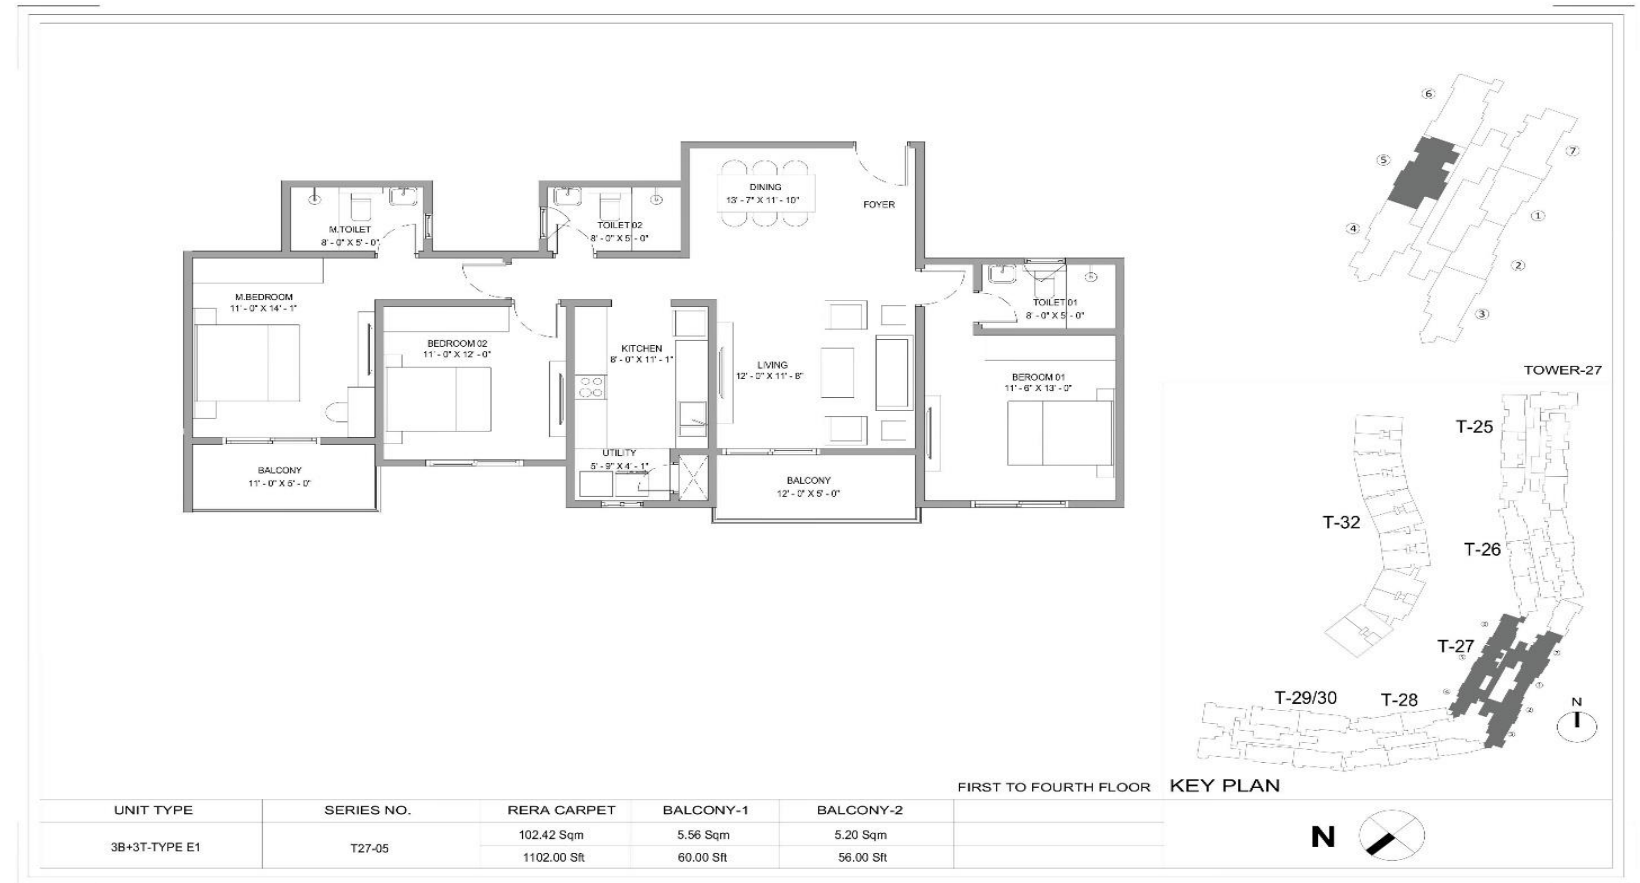 DINING
13' - 7" X 11' - 10"
FOYER
M.TOILET
8' - 0" X 5' - 0"
TOILET 02
8' - 0" X 5' - 0"
M.BEDROOM
11' - 0" X 14' - 1"
TOILET 01
8' - 0" X 5' - 0"
BEDROOM 02
11' - 0" X 12' - 0"
KITCHEN
8' - 0" X 11' - 1"
LIVING
12' - 0" X 11' - 8"
BEROOM 01
11' - 6" X 13' - 0"
UTILITY
5' - 9" X 4' - 1"
BALCONY
11' - 0" X 5' - 0"
BALCONY
12' - 0" X 5' - 0"
6
5
7
4
1
2
3
TOWER-27
T-25
T-32
T-26
T-27
T-29/30
T-28
N
FIRST TO FOURTH FLOOR
KEY PLAN
UNIT TYPE SERIES NO. RERA CARPET BALCONY-1 BALCONY-2
3B+3T-TYPE E1 T27-05 102.42 Sqm 5.56 Sqm 5.20 Sqm
1102.00 Sft 60.00 Sft 56.00 Sft
N